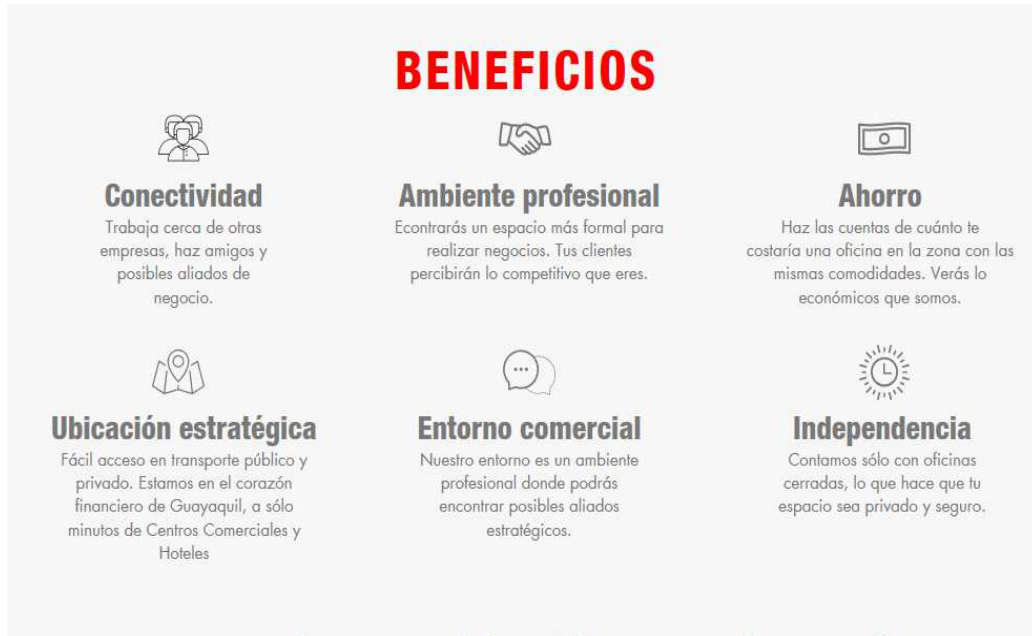 BENEFICIOS
Conectividad
Trabaja cerca de otras
empresas, haz amigos y
posibles aliados de
negocio.
Ambiente profesional
Econtrarás un espacio más formal para
realizar negocios. Tus clientes
percibirán lo competitivo que eres.
Ahorro
Haz las cuentas de cuánto te
costaría una oficina en la zona con las
mismas comodidades. Verás lo
económicos que somos.
Ubicación estratégica
Fácil acceso en transporte público y
privado. Estamos en el corazón
financiero de Guayaquil, a sólo
minutos de Centros Comerciales y
Hoteles
Entorno comercial
Nuestro entorno es un ambiente
profesional donde podrás
encontrar posibles aliados
estratégicos.
Independencia
Contamos sólo con oficinas
cerradas, lo que hace que tu
espacio sea privado y seguro.